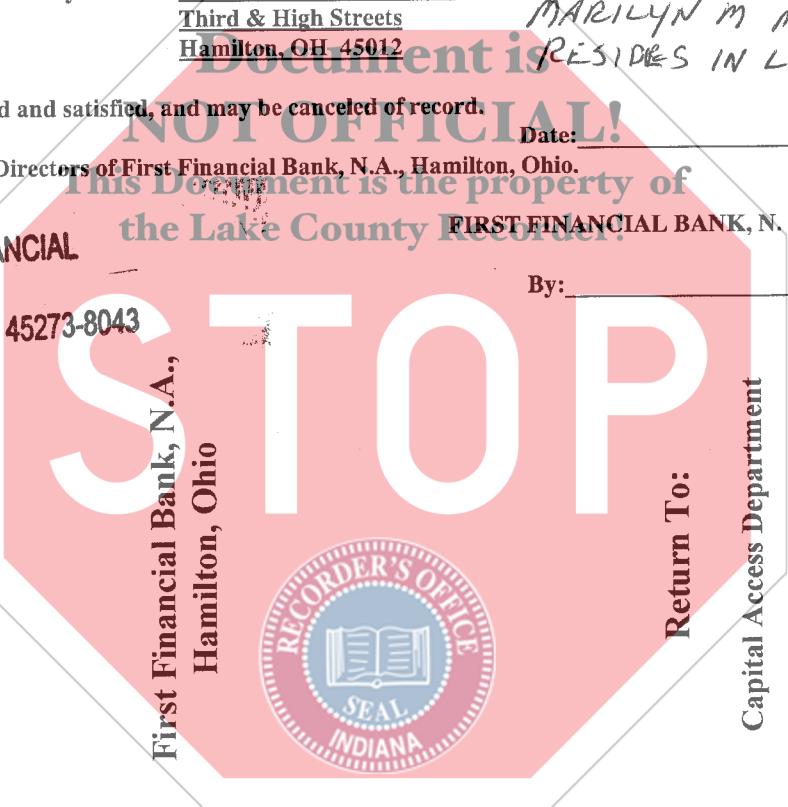 Third & High Streets
Hamilton, OH 45012
MARILYN M
RESIDES IN L
Document is
d and satisfied, and may be canceled of record.
NOT OFFICIAL!
Date:
Directors of First Financial Bank, N.A., Hamilton, Ohio.
This Document is the property of
the Lake County Recorder!
FIRST FINANCIAL BANK, N.
ANCIAL
By:
45273-8043
STOP
First Financial Bank, N.A.,
Hamilton, Ohio
Return To:
Capital Access Department
RECORDER'S OFFICE
SEAL
INDIANA